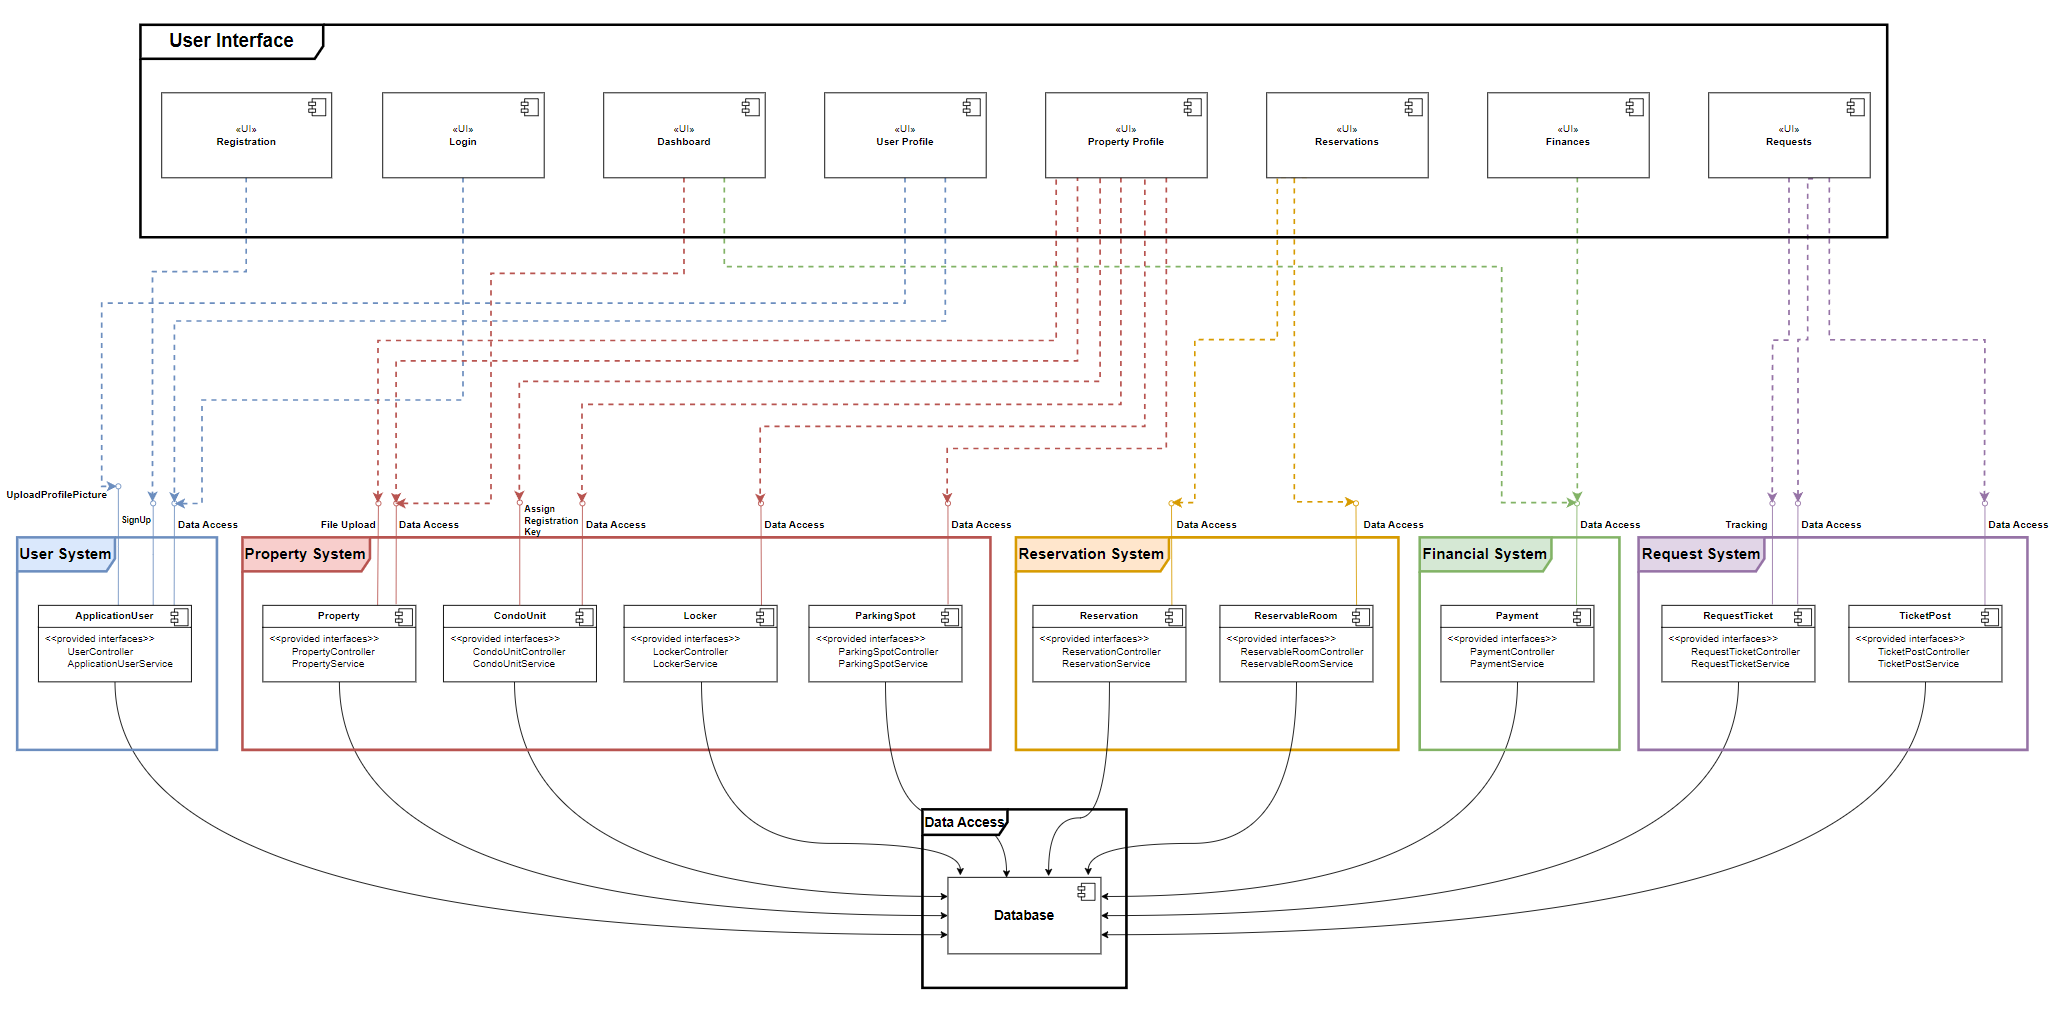 User Interface
«UI»
Registration
«UI»
Login
«UI»
Dashboard
«UI»
User Profile
«UI»
Property Profile
«UI»
Reservations
«UI»
Finances
«UI»
Requests
UploadProfilePicture
SignUp
Data Access
File Upload
Data Access
Assign
Registration
Key
Data Access
Data Access
Data Access
Data Access
Data Access
Data Access
Tracking
Data Access
Data Access
User System
ApplicationUser
<<provided interfaces>>
UserController
ApplicationUserService
Property System
Property
<<provided interfaces>>
PropertyController
PropertyService
CondoUnit
<<provided interfaces>>
CondoUnitController
CondoUnitService
Locker
<<provided interfaces>>
LockerController
LockerService
ParkingSpot
<<provided interfaces>>
ParkingSpotController
ParkingSpotService
Reservation System
Reservation
<<provided interfaces>>
ReservationController
ReservationService
ReservableRoom
<<provided interfaces>>
ReservableRoomController
ReservableRoomService
Financial System
Payment
<<provided interfaces>>
PaymentController
PaymentService
Request System
RequestTicket
<<provided interfaces>>
RequestTicketController
RequestTicketService
TicketPost
<<provided interfaces>>
TicketPostController
TicketPostService
Data Access
Database